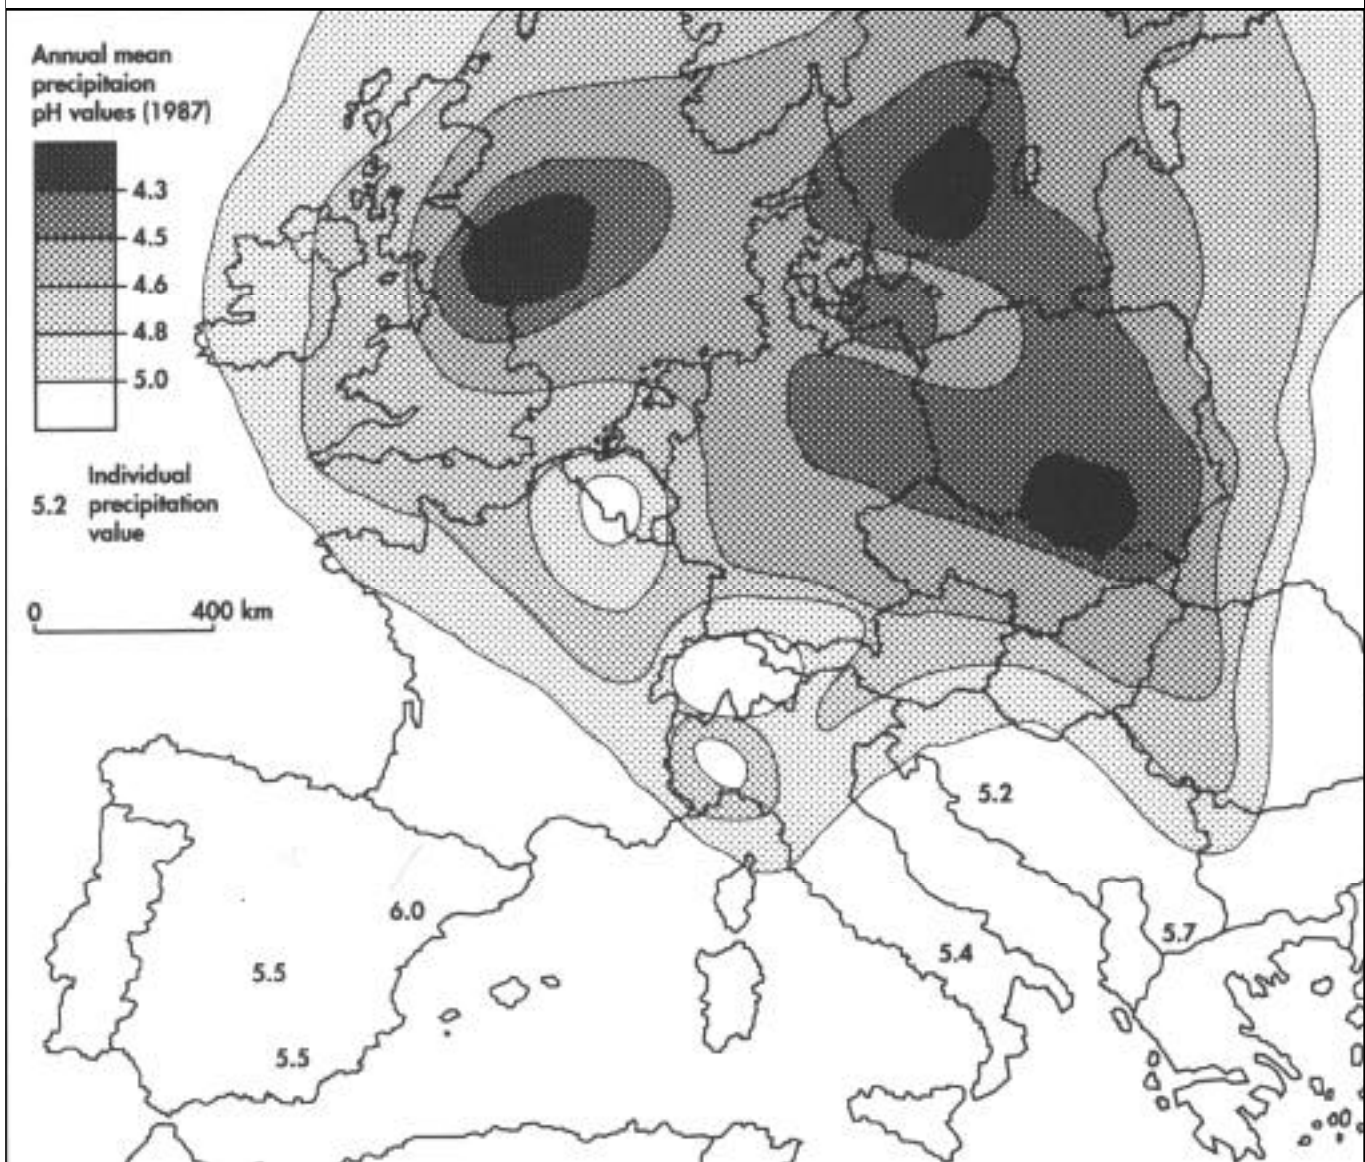 Annual mean
precipitaion
pH values (1987)
4.3
4.5
4.6
4.8
5.0
5.2 Individual
precipitation
value
0 400 km
5.2
6.0
5.7
5.4
5.5
5.5